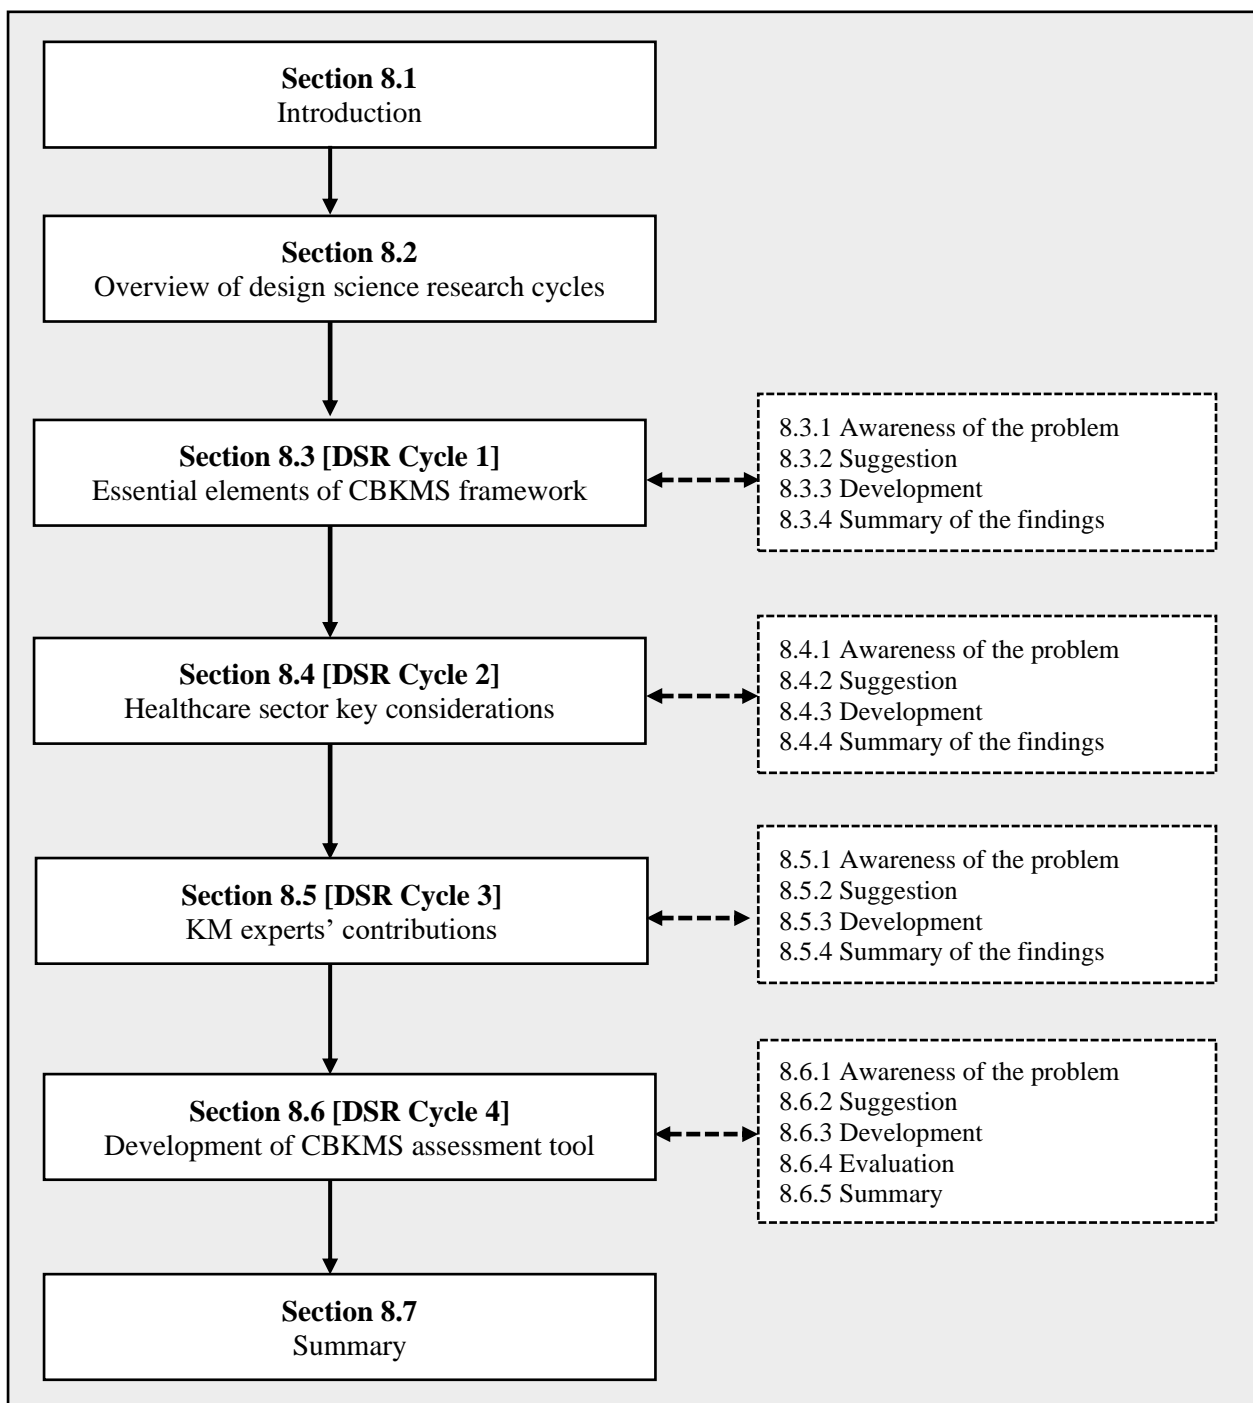 Section 8.1
Introduction
Section 8.2
Overview of design science research cycles
Section 8.3 [DSR Cycle 1]
Essential elements of CBKMS framework
8.3.1 Awareness of the problem
8.3.2 Suggestion
8.3.3 Development
8.3.4 Summary of the findings
Section 8.4 [DSR Cycle 2]
Healthcare sector key considerations
8.4.1 Awareness of the problem
8.4.2 Suggestion
8.4.3 Development
8.4.4 Summary of the findings
Section 8.5 [DSR Cycle 3]
KM experts’ contributions
8.5.1 Awareness of the problem
8.5.2 Suggestion
8.5.3 Development
8.5.4 Summary of the findings
Section 8.6 [DSR Cycle 4]
Development of CBKMS assessment tool
8.6.1 Awareness of the problem
8.6.2 Suggestion
8.6.3 Development
8.6.4 Evaluation
8.6.5 Summary
Section 8.7
Summary